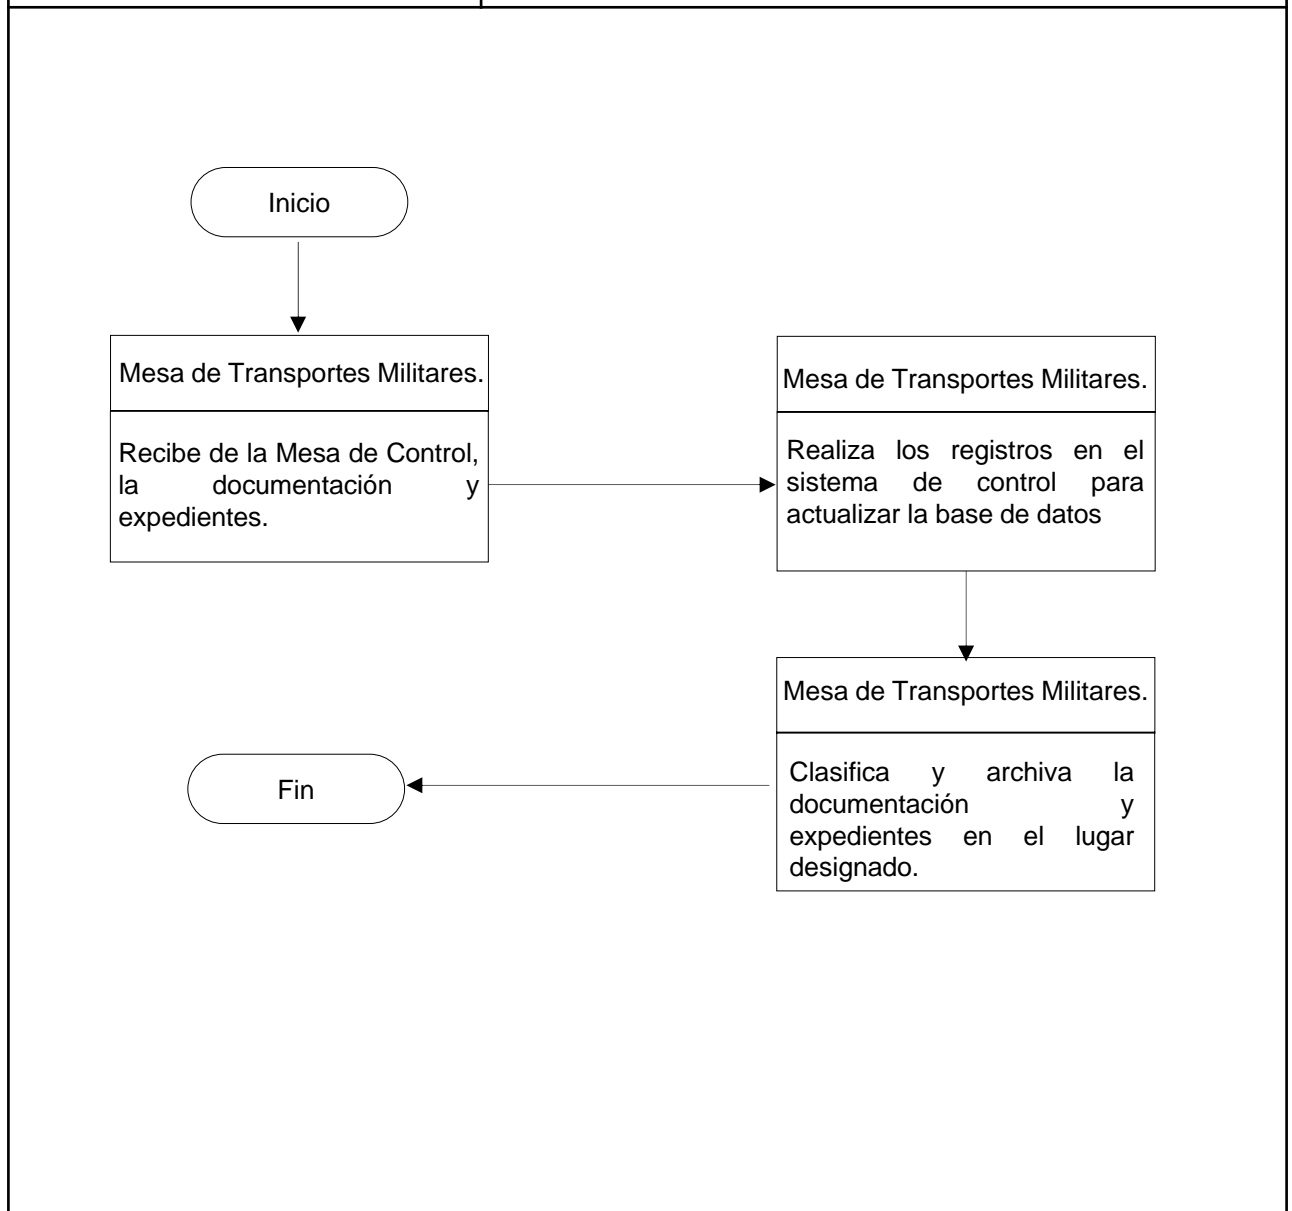 Inicio
Mesa de Transportes Militares.
Recibe de la Mesa de Control,
la documentación y
expedientes.
Mesa de Transportes Militares.
Realiza los registros en el
sistema de control para
actualizar la base de datos
Mesa de Transportes Militares.
Clasifica y archiva la
documentación y
expedientes en el lugar
designado.
Fin